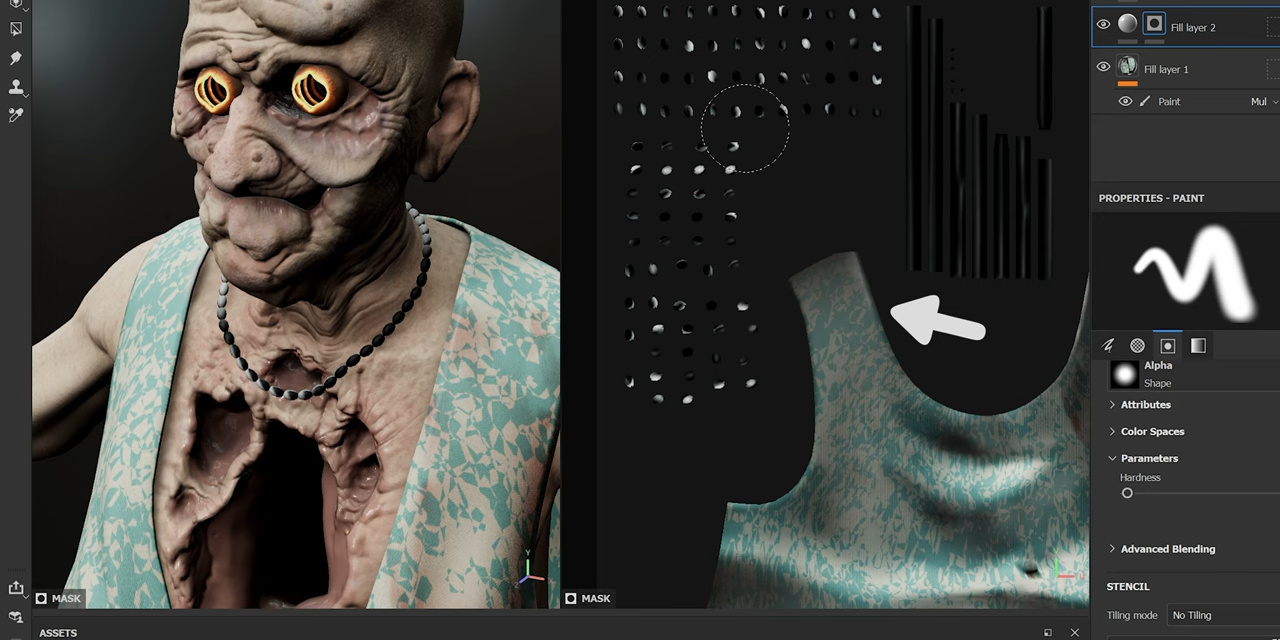 Fill layer 2
Fill layer 1
Paint
Mul
PROPERTIES - PAINT
Alpha
Shape
Attributes
Color Spaces
Parameters
Hardness
Advanced Blending
STENCIL
Tiling mode
No Tiling
MASK
MASK
Y
ASSETS